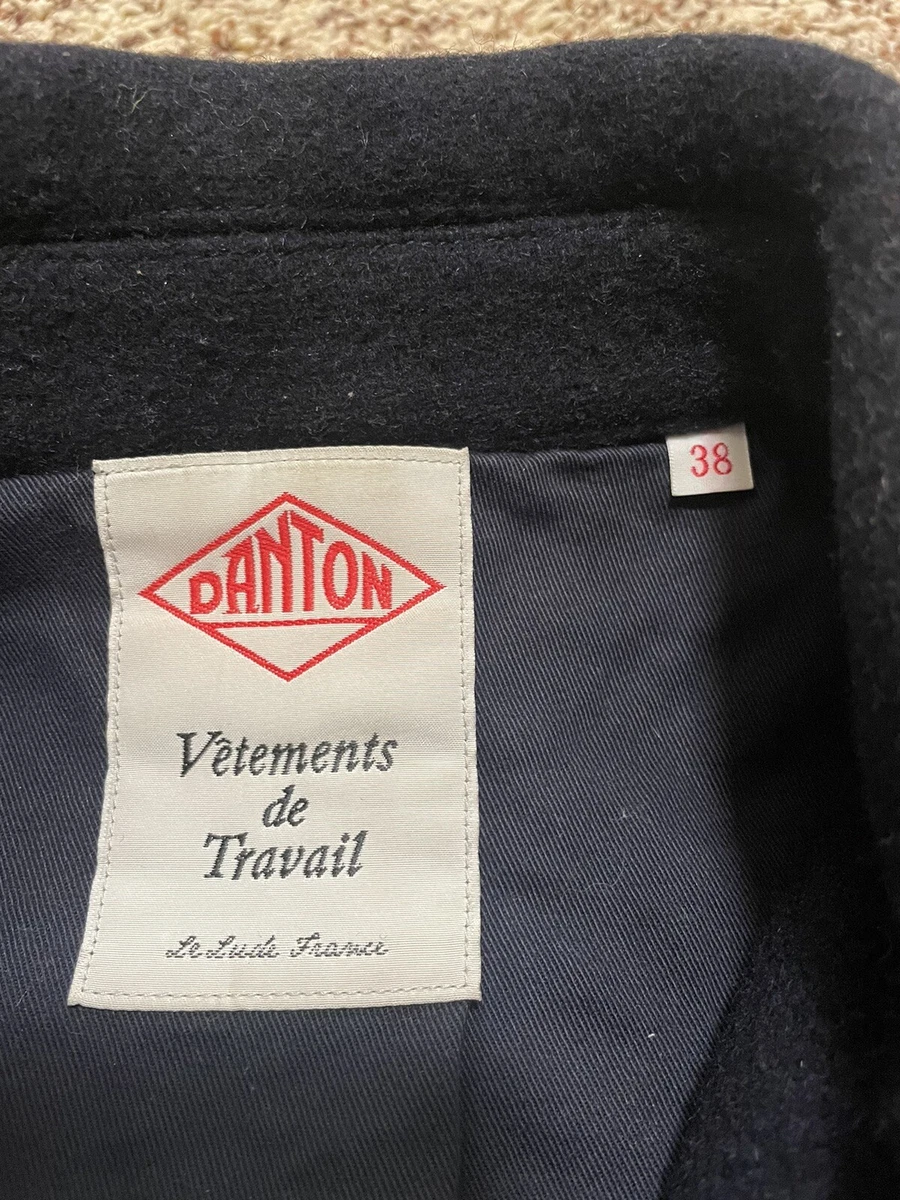 38
DANTON
Vêtements
de
Travail
Le Lude France